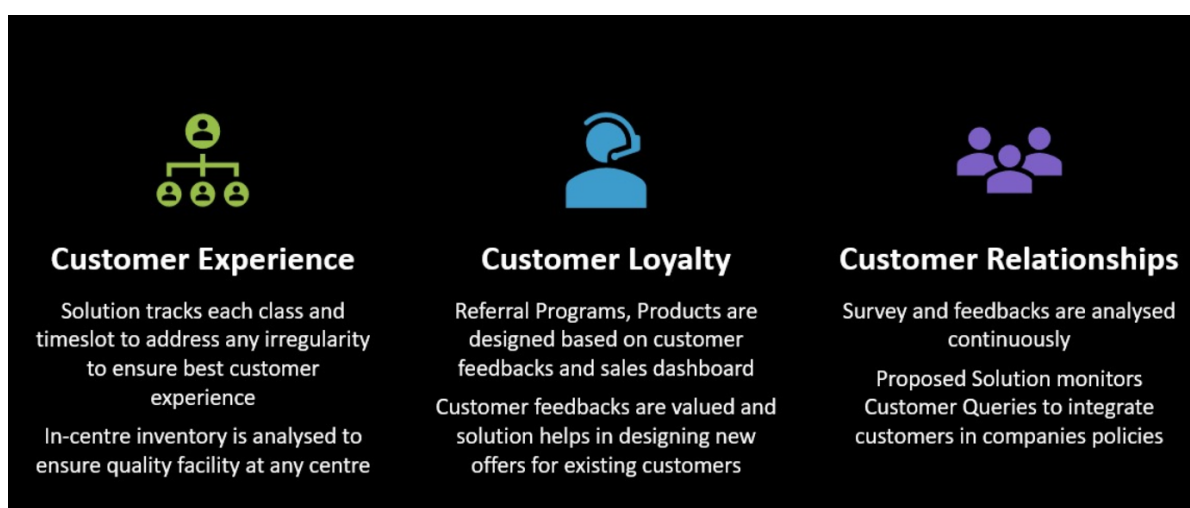 Customer Experience
Solution tracks each class and
timeslot to address any irregularity
to ensure best customer
experience
In-centre inventory is analysed to
ensure quality facility at any centre
Customer Loyalty
Referral Programs, Products are
designed based on customer
feedbacks and sales dashboard
Customer feedbacks are valued and
solution helps in designing new
offers for existing customers
Customer Relationships
Survey and feedbacks are analysed
continuously
Proposed Solution monitors
Customer Queries to integrate
customers in companies policies